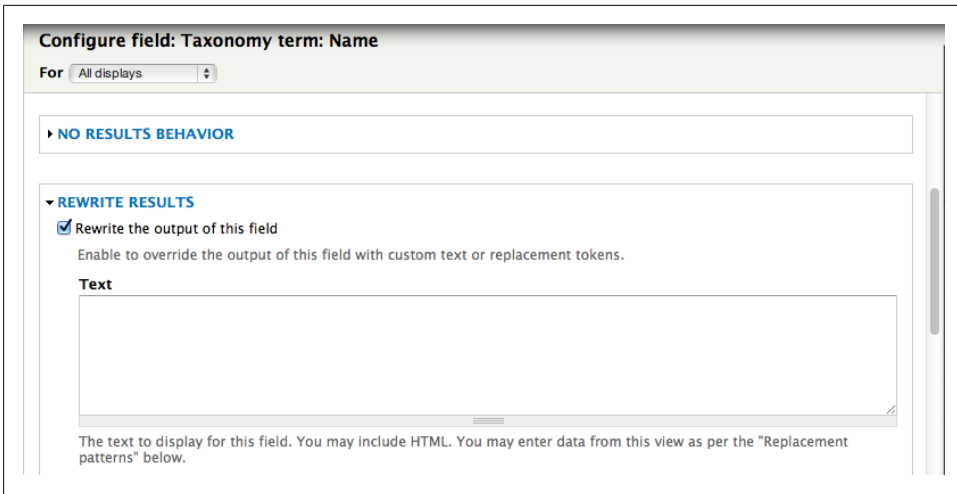 Configure field: Taxonomy term: Name
For All displays
NO RESULTS BEHAVIOR
REWRITE RESULTS
Rewrite the output of this field
Enable to override the output of this field with custom text or replacement tokens.
Text
The text to display for this field. You may include HTML. You may enter data from this view as per the "Replacement
patterns" below.